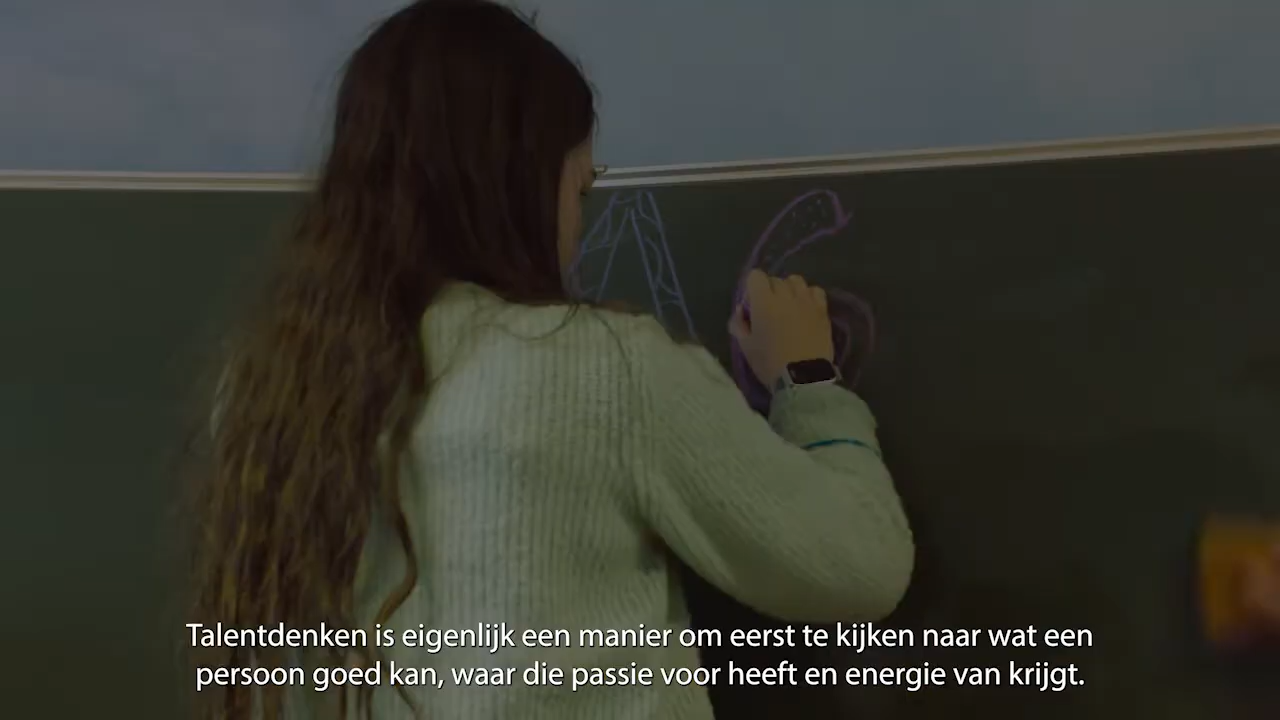 Talentdenken is eigenlijk een manier om eerst te kijken naar wat een
persoon goed kan, waar die passie voor heeft en energie van krijgt.